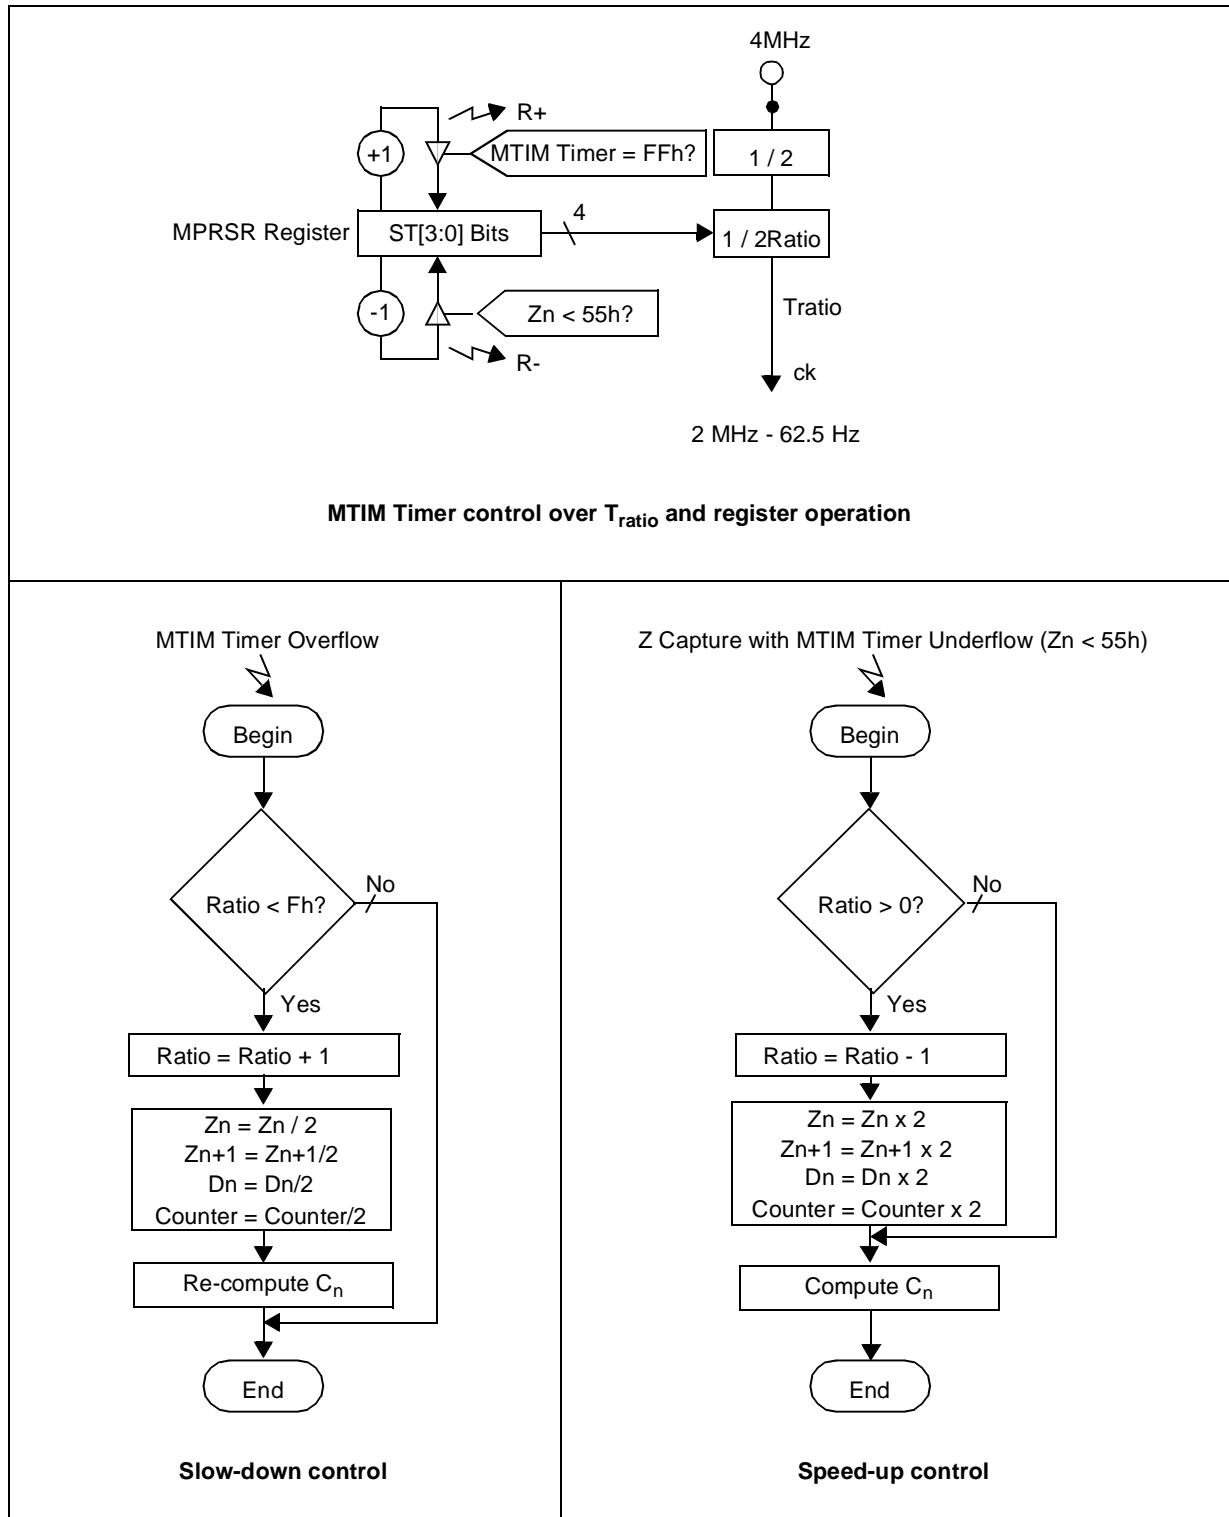 4MHz
R+
+1
MTIM Timer = FFh?
1 / 2
4
MPRSR Register
ST[3:0] Bits
1 / 2Ratio
-1
Zn < 55h?
Tratio
R-
ck
2 MHz - 62.5 Hz
MTIM Timer control over Tratio and register operation
MTIM Timer Overflow
Begin
Ratio < Fh?
No
Yes
Ratio = Ratio + 1
Zn = Zn / 2
Zn+1 = Zn+1/2
Dn = Dn/2
Counter = Counter/2
Re-compute Cn
End
Slow-down control
Z Capture with MTIM Timer Underflow (Zn < 55h)
Begin
Ratio > 0?
No
Yes
Ratio = Ratio - 1
Zn = Zn x 2
Zn+1 = Zn+1 x 2
Dn = Dn x 2
Counter = Counter x 2
Compute Cn
End
Speed-up control